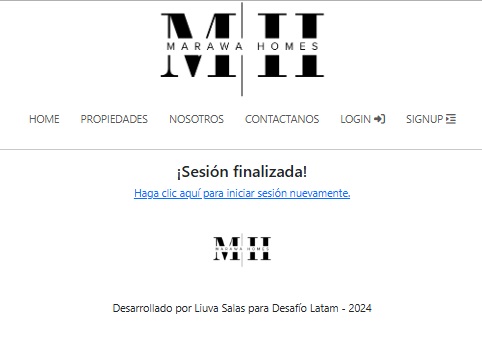 MH
MARAWA HOMES
HOME PROPIEDADES NOSOTROS CONTACTANOS LOGIN SIGNUP
¡Sesión finalizada!
Haga clic aquí para iniciar sesión nuevamente.
MH
MARAWA HOMES
Desarrollado por Liuva Salas para Desafío Latam - 2024